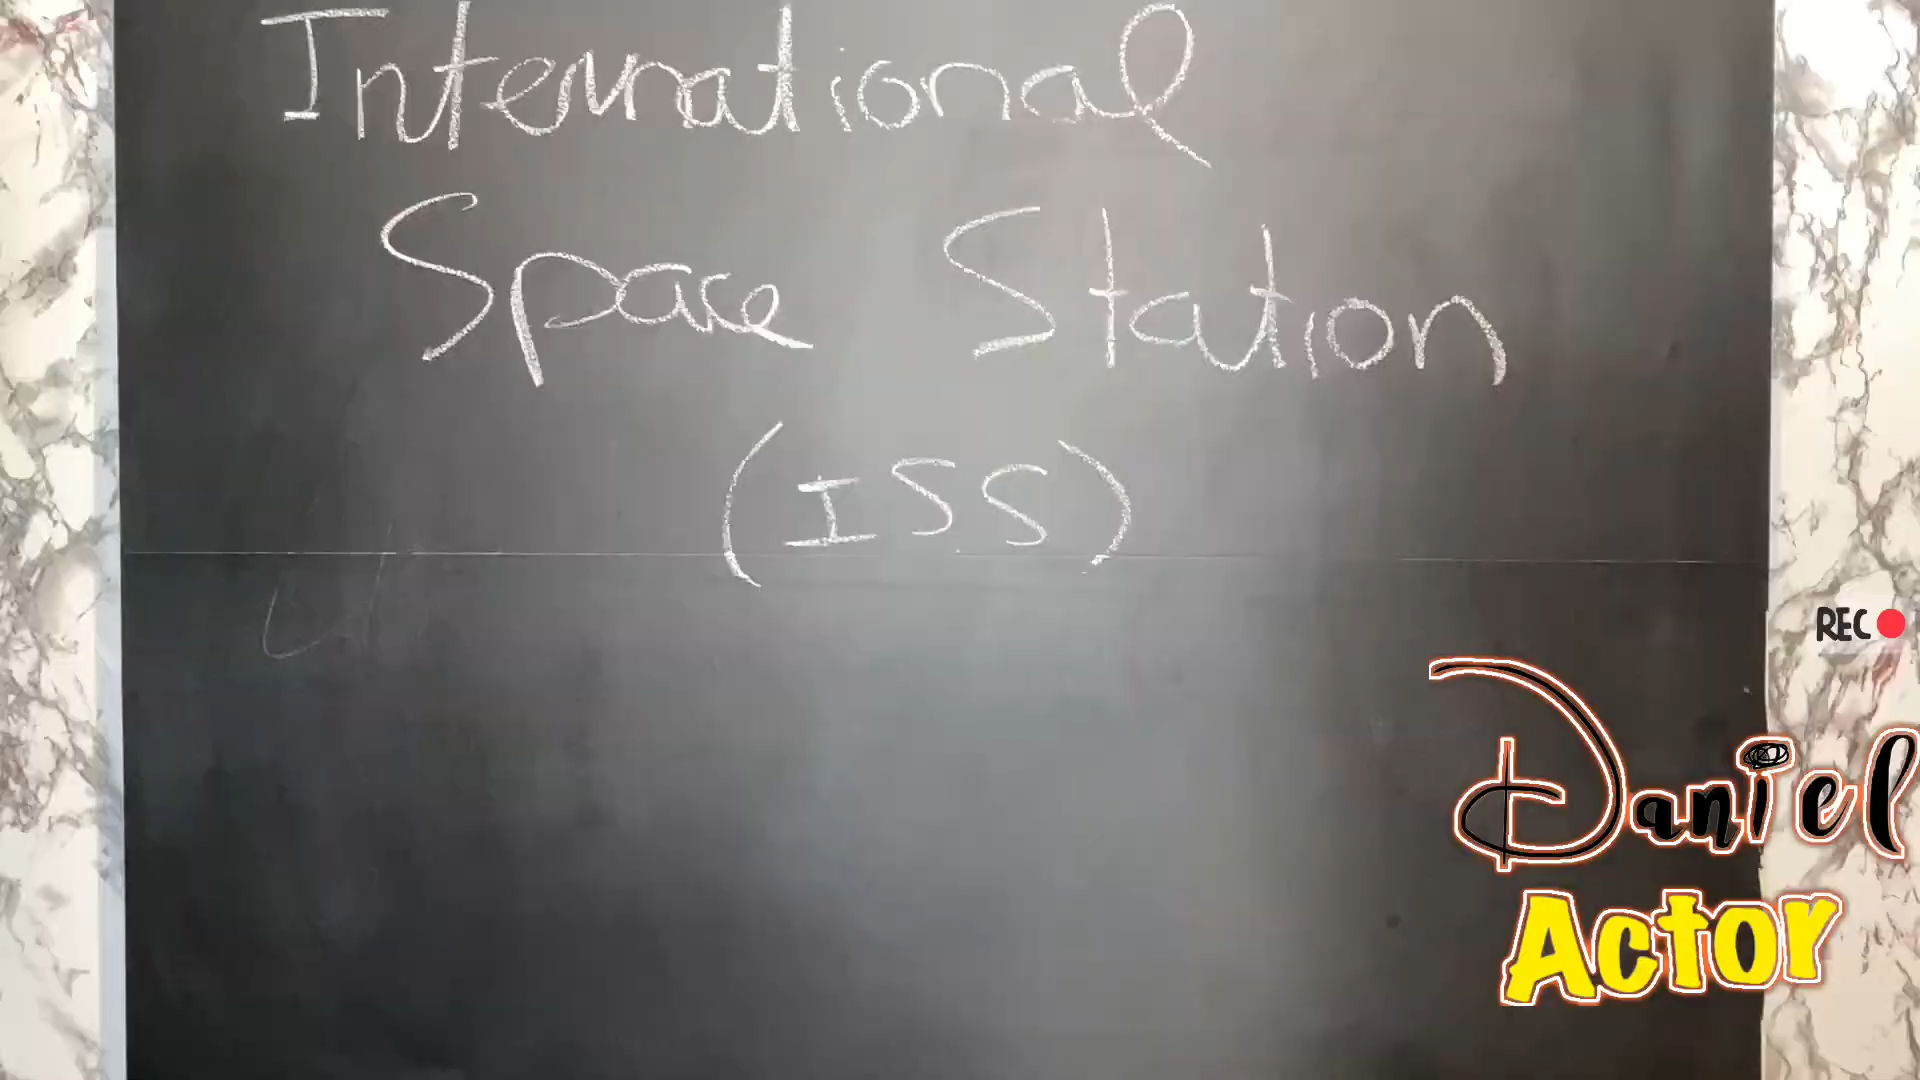 International
Space Station
(ISS)
REC
Daniel
Actor